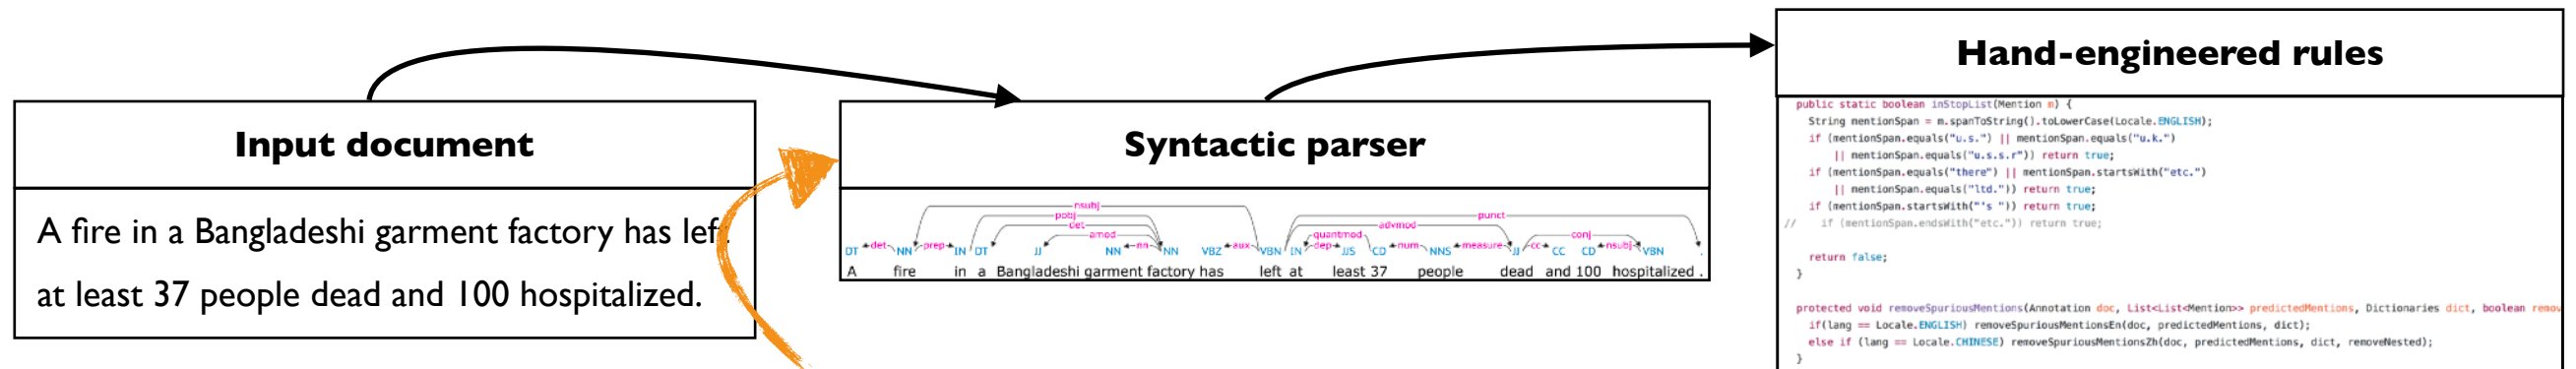 Input document
A fire in a Bangladeshi garment factory has left
at least 37 people dead and 100 hospitalized.
Syntactic parser
nsubj
pobj punct
det advmod
amod quantmod conj
det prep nn aux dep num measure cc nsubj
DT NN IN DT JJ NN NN VBZ VBN IN JJS CD NNS JJ CC CD VBN .
A fire in a Bangladeshi garment factory has left at least 37 people dead and 100 hospitalized .
Hand-engineered rules
public static boolean inStopList(Mention m) {
String mentionSpan = m.spanToString().toLowerCase(Locale.ENGLISH);
if (mentionSpan.equals("u.s.") || mentionSpan.equals("u.k.")
|| mentionSpan.equals("u.s.s.r")) return true;
if (mentionSpan.equals("there") || mentionSpan.startsWith("etc.")
|| mentionSpan.equals("ltd.")) return true;
if (mentionSpan.startsWith("'s ")) return true;
// if (mentionSpan.endsWith("etc.")) return true;
return false;
}
protected void removeSpuriousMentions(Annotation doc, List<List<Mention>> predictedMentions, Dictionaries dict, boolean remov
if(lang == Locale.ENGLISH) removeSpuriousMentionsEn(doc, predictedMentions, dict);
else if (lang == Locale.CHINESE) removeSpuriousMentionsZh(doc, predictedMentions, dict, removeNested);
}